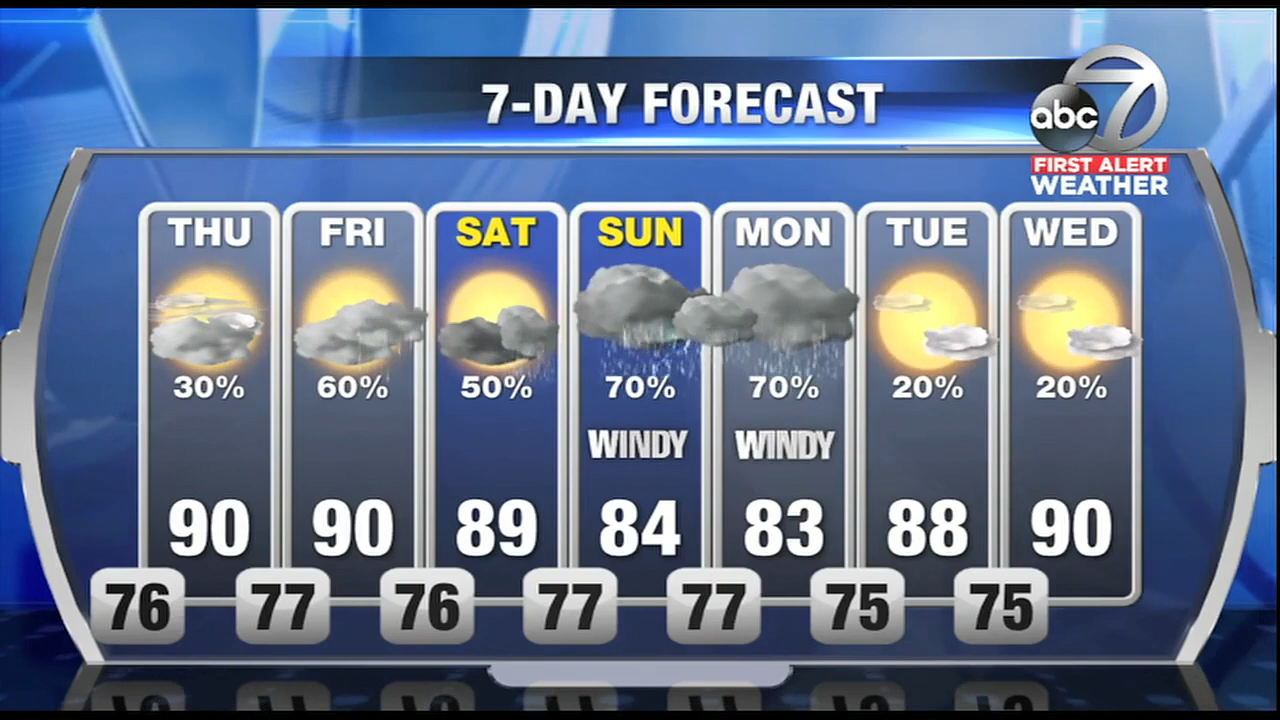 7-DAY FORECAST
abc 7
FIRST ALERT
WEATHER
THU FRI SAT SUN MON TUE WED
30% 60% 50% 70% 70% 20% 20%
WINDY WINDY
90 90 89 84 83 88 90
76 77 76 77 77 75 75